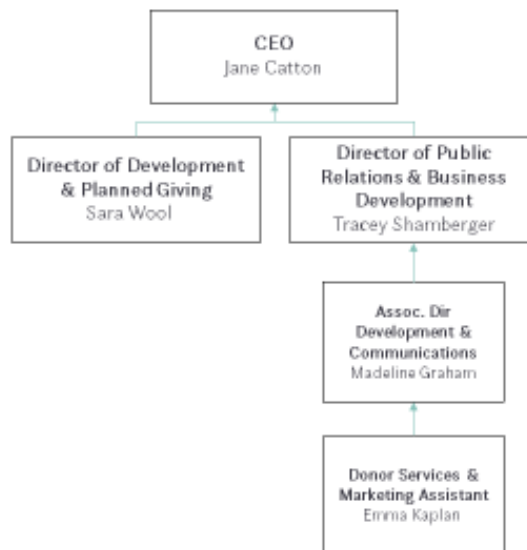 CEO
Jane Catton
Director of Development
& Planned Giving
Sara Wool
Director of Public
Relations & Business
Development
Tracey Shamberger
Assoc. Dir
Development &
Communications
Madeline Graham
Donor Services &
Marketing Assistant
Emma Kaplan